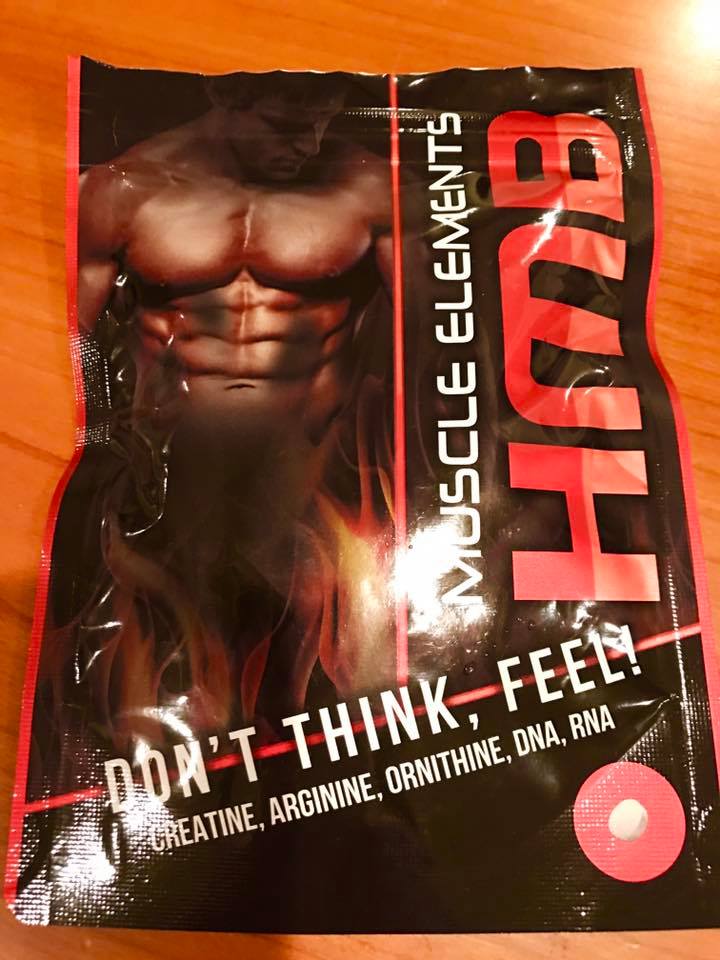 MUSCLE ELEMENTS
HMB
DON'T THINK, FEEL!
CREATINE, ARGININE, ORNITHINE, DNA, RNA